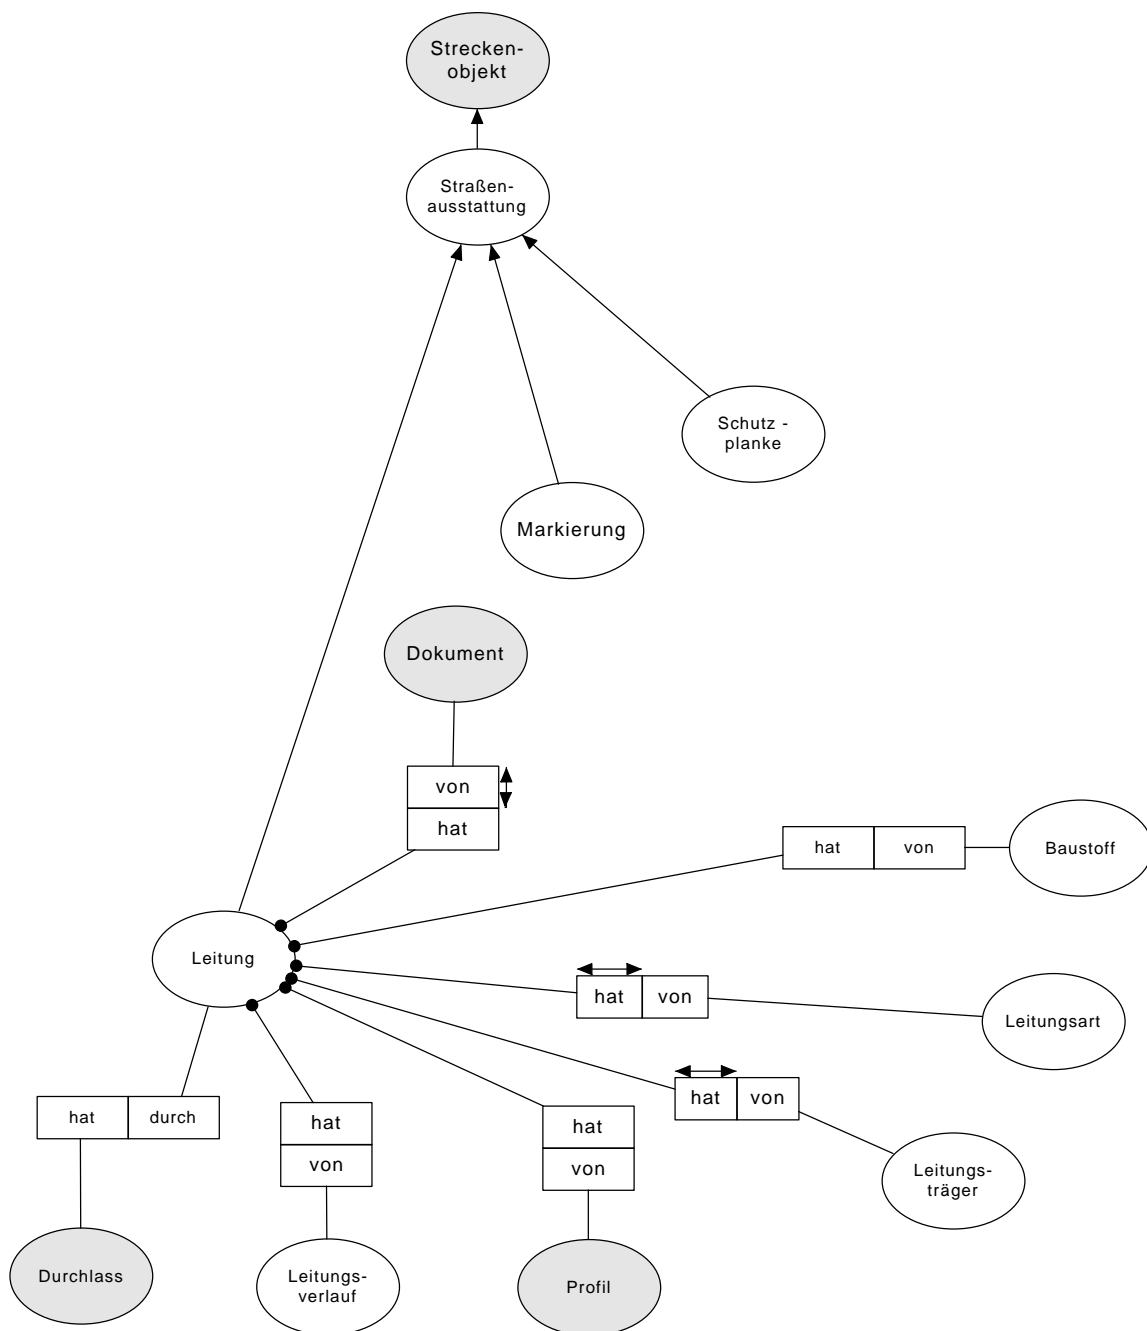 Strecken-
objekt
Straßen-
ausstattung
Schutz -
planke
Markierung
Dokument
von
hat
hat von
Baustoff
Leitung
hat von
Leitungsart
hat von
Leitungs-
träger
hat durch
hat
von
hat
von
Durchlass
Leitungs-
verlauf
Profil